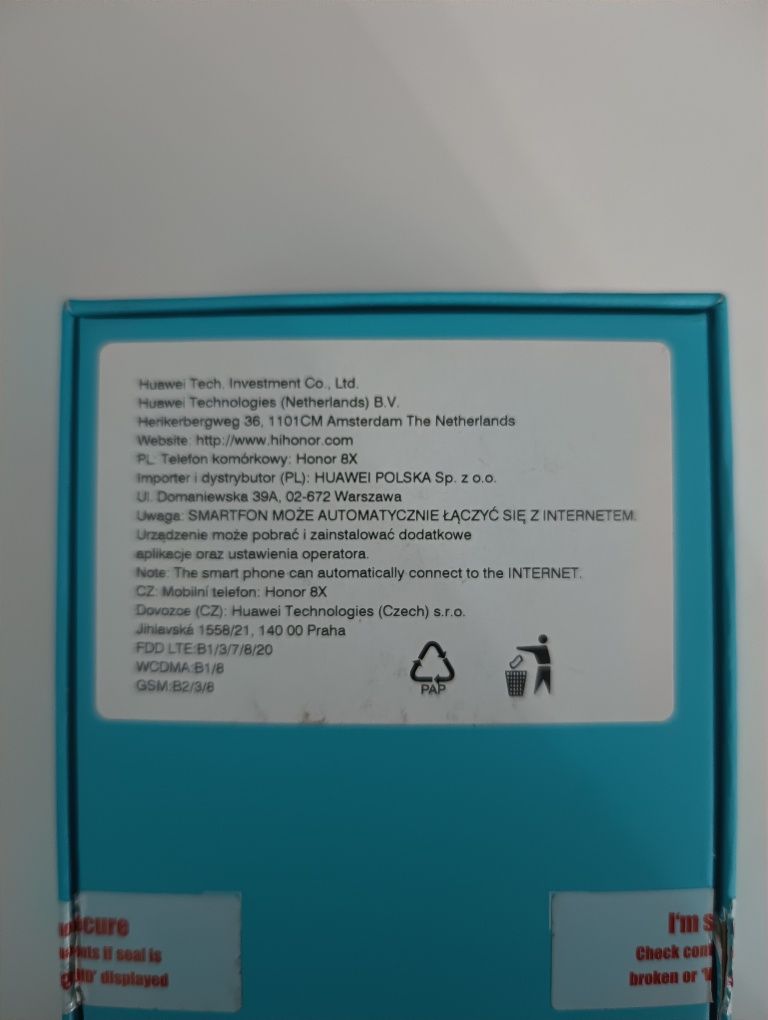 Huawei Tech. Investment Co., Ltd.
Huawei Technologies (Netherlands) B.V.
Herikerbergweg 36, 1101CM Amsterdam The Netherlands
Website: http://www.hihonor.com
PL: Telefon komórkowy: Honor 8X
Importer i dystrybutor (PL): HUAWEI POLSKA Sp. z o.o.
Ul. Domaniewska 39A, 02-672 Warszawa
Uwaga: SMARTFON MOŻE AUTOMATYCZNIE ŁĄCZYĆ SIĘ Z INTERNETEM.
Urządzenie może pobrać i zainstalować dodatkowe
aplikacje oraz ustawienia operatora.
Note: The smart phone can automatically connect to the INTERNET.
CZ: Mobilní telefon: Honor 8X
Dovozce (CZ): Huawei Technologies (Czech) s.r.o.
Jihlavská 1558/21, 140 00 Praha
FDD LTE:B1/3/7/8/20
WCDMA:B1/8
GSM:B2/3/8
PAP
if seal is
displayed
I'm s
Check
broken or